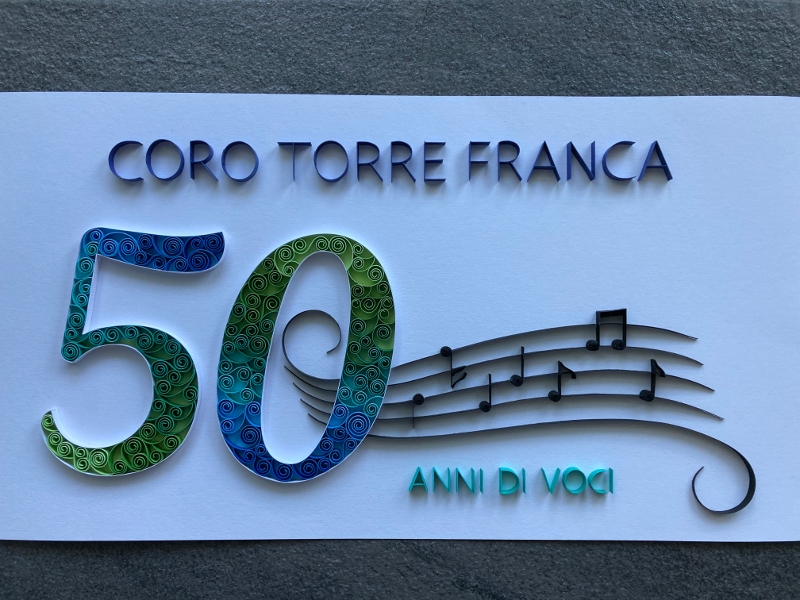 CORO TORRE FRANCA
50
ANNI DI VOCI